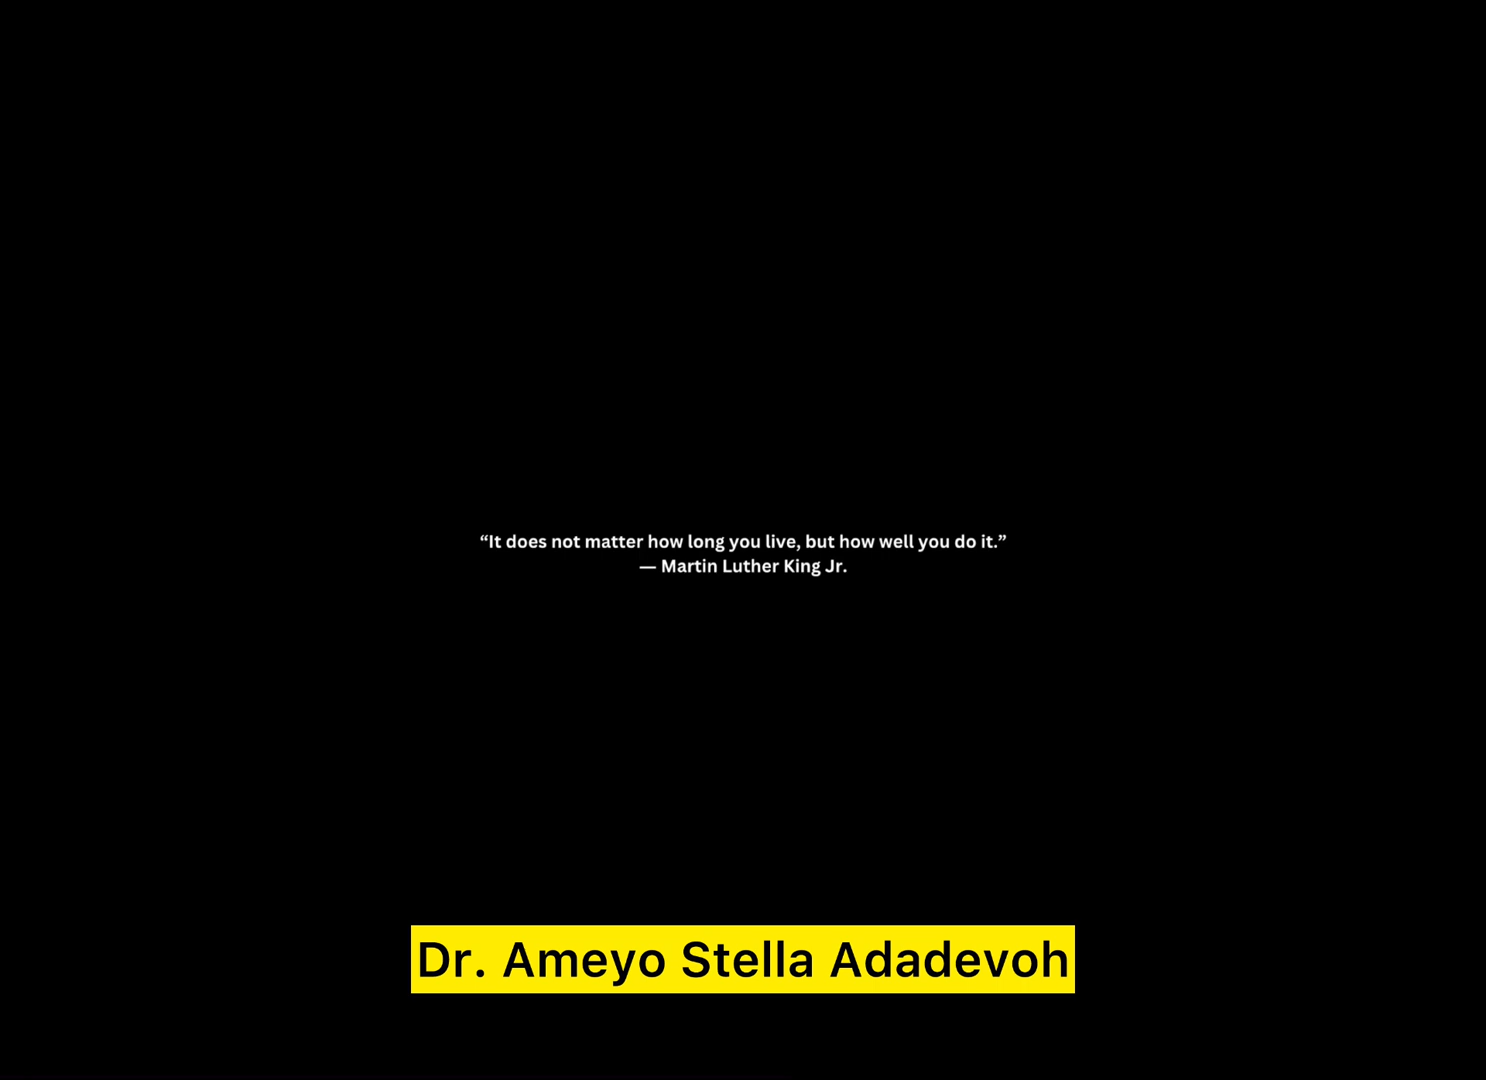 “It does not matter how long you live, but how well you do it.”
— Martin Luther King Jr.
Dr. Ameyo Stella Adadevoh